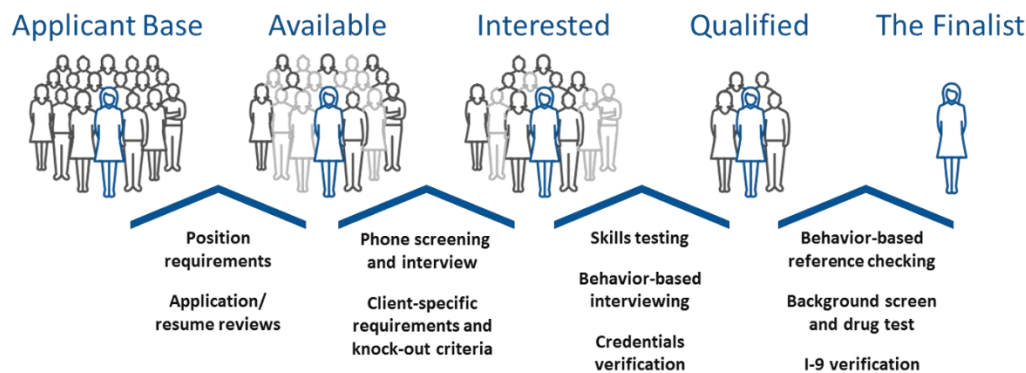 Applicant Base
Available
Interested
Qualified
The Finalist
Position
requirements
Application/
resume reviews
Phone screening
and interview
Client-specific
requirements and
knock-out criteria
Skills testing
Behavior-based
interviewing
Credentials
verification
Behavior-based
reference checking
Background screen
and drug test
I-9 verification